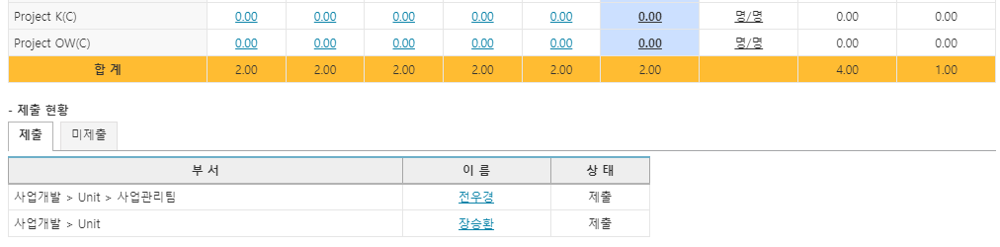 Project K(C) 0.00 0.00 0.00 0.00 0.00 0.00 명/명 0.00 0.00
Project OW(C) 0.00 0.00 0.00 0.00 0.00 0.00 명/명 0.00 0.00
합 계 2.00 2.00 2.00 2.00 2.00 2.00 4.00 1.00
- 제출 현황
제출 미제출
부 서 이 름 상 태
사업개발 > Unit > 사업관리팀 전우경 제출
사업개발 > Unit 장승환 제출